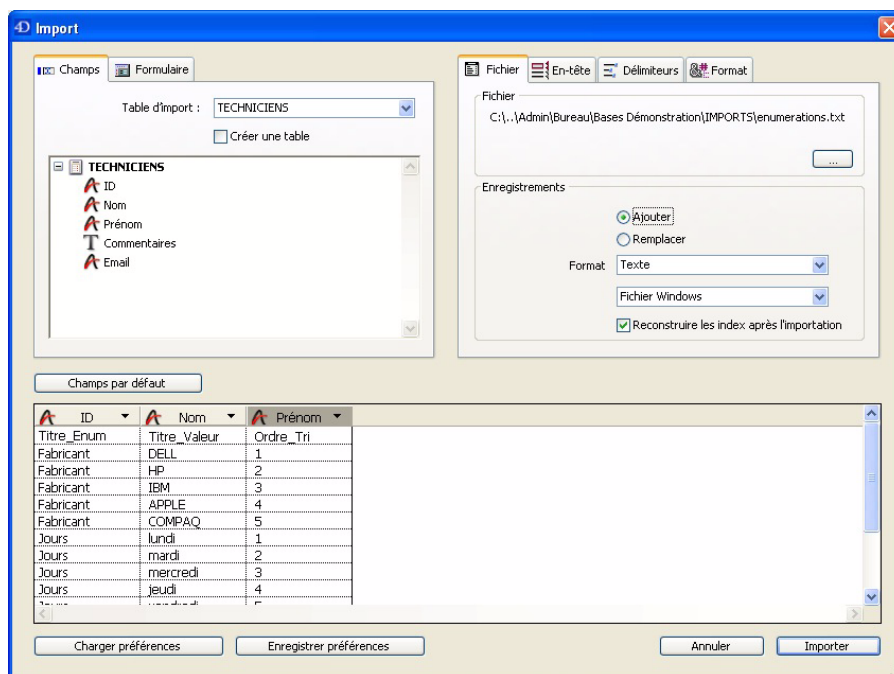 4D Import
Champs Formulaire
Table d'import : TECHNICIENS
Créer une table
TECHNICIENS
ID
Nom
Prénom
Commentaires
Email
Fichier En-tête Délimiteurs Format
Fichier
C:\..\Admin\Bureau\Bases Démonstration\IMPORTS\enumerations.txt
...
Enregistrements
Ajouter
Remplacer
Format Texte
Fichier Windows
Reconstruire les index après l'importation
Champs par défaut
ID Nom Prénom
Titre_Enum Titre_Valeur Ordre_Tri
Fabricant DELL 1
Fabricant HP 2
Fabricant IBM 3
Fabricant APPLE 4
Fabricant COMPAQ 5
Jours lundi 1
Jours mardi 2
Jours mercredi 3
Jours jeudi 4
Jours vendredi 5
Charger préférences Enregistrer préférences Annuler Importer